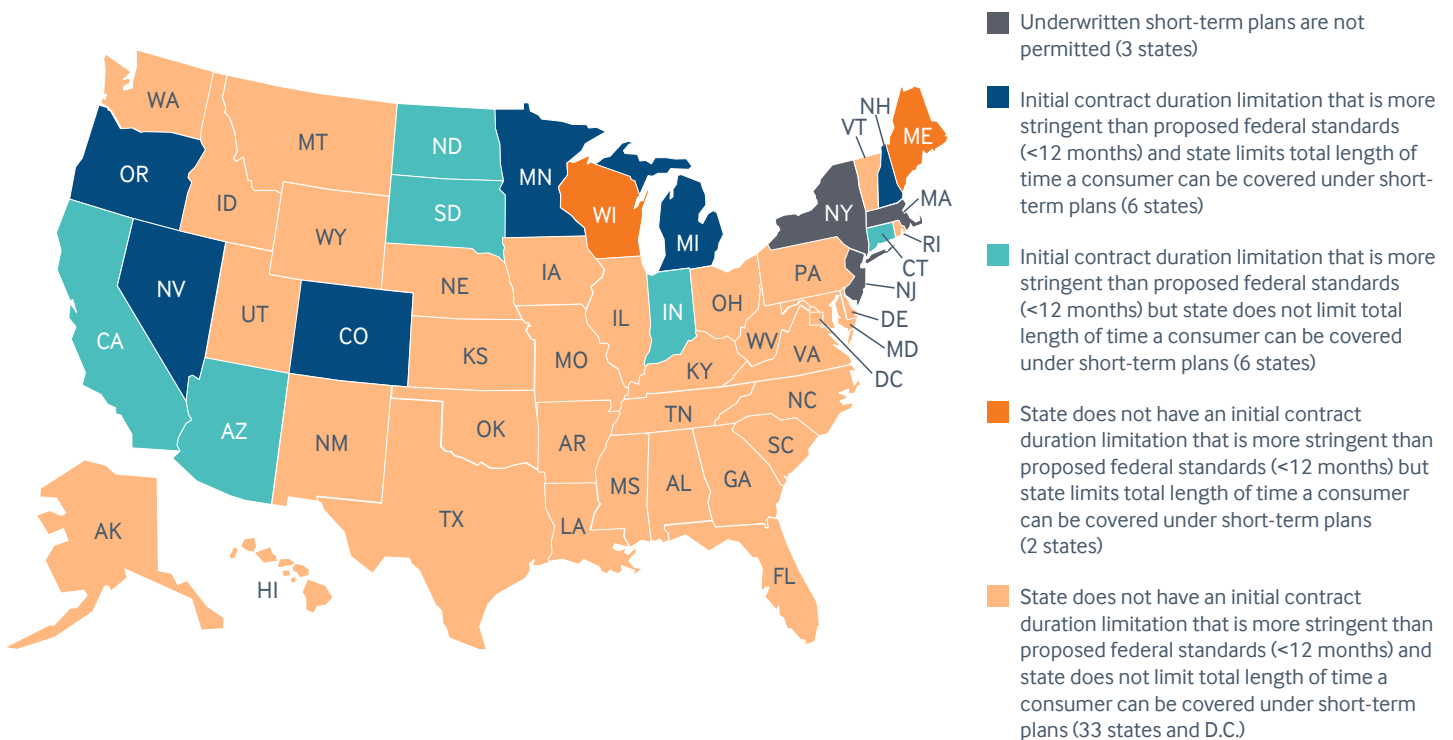 WA
OR
CA
NV
ID
MT
WY
UT
AZ
CO
NM
ND
SD
NE
KS
OK
TX
MN
IA
MO
AR
LA
WI
IL
MI
IN
OH
KY
TN
MS
AL
GA
FL
SC
NC
VA
WV
PA
NY
VT
NH
ME
MA
RI
CT
NJ
DE
MD
DC
AK
HI
Underwritten short-term plans are not
permitted (3 states)
Initial contract duration limitation that is more
stringent than proposed federal standards
(<12 months) and state limits total length of
time a consumer can be covered under short-
term plans (6 states)
Initial contract duration limitation that is more
stringent than proposed federal standards
(<12 months) but state does not limit total
length of time a consumer can be covered
under short-term plans (6 states)
State does not have an initial contract
duration limitation that is more stringent than
proposed federal standards (<12 months) but
state limits total length of time a consumer
can be covered under short-term plans
(2 states)
State does not have an initial contract
duration limitation that is more stringent than
proposed federal standards (<12 months) and
state does not limit total length of time a
consumer can be covered under short-term
plans (33 states and D.C.)